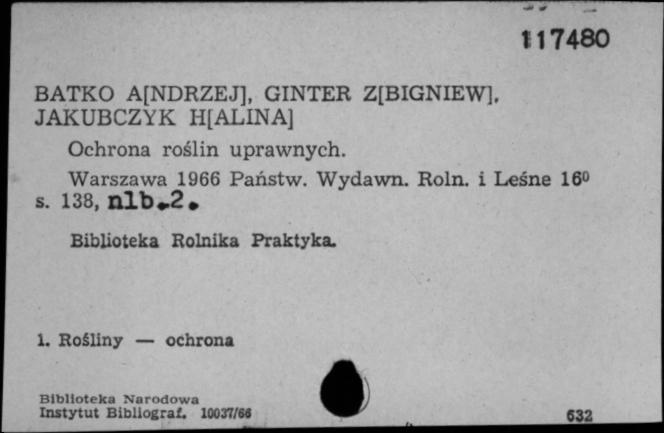 117480
BATKO A[NDRZEJ], GINTER Z[BIGNIEW],
JAKUBCZYK H[ALINA]
Ochrona roślin uprawnych.
Warszawa 1966 Państw. Wydawn. Roln. i Leśne 16⁰
s. 138, nlb.2.
Biblioteka Rolnika Praktyka.
1. Rośliny — ochrona
Biblioteka Narodowa
Instytut Bibliograf. 10037/66
632